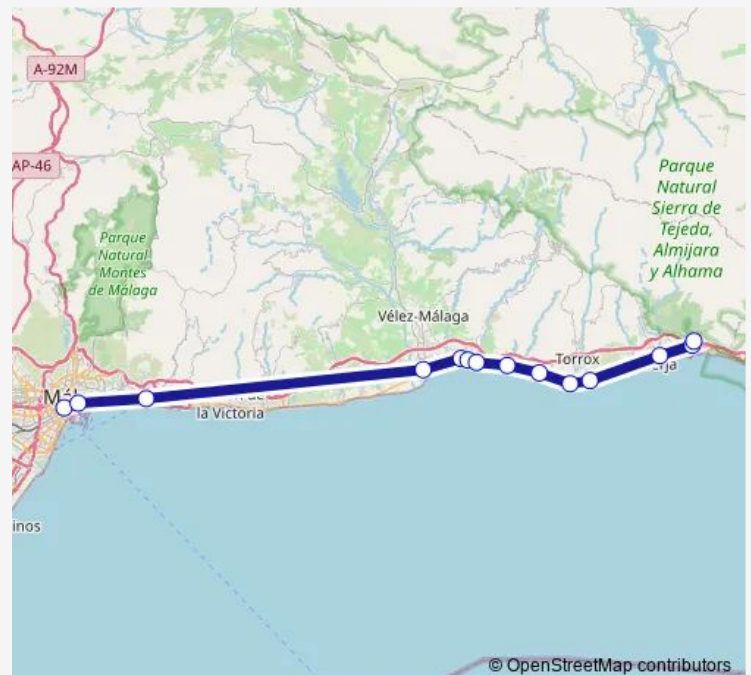 A-92M
AP-46
Parque
Natural
Montes
de Málaga
Parque
Natural
Sierra de
Tejeda,
Almijara
y Alhama
Vélez-Málaga
Torrox
la Victoria
inos
© OpenStreetMap contributors